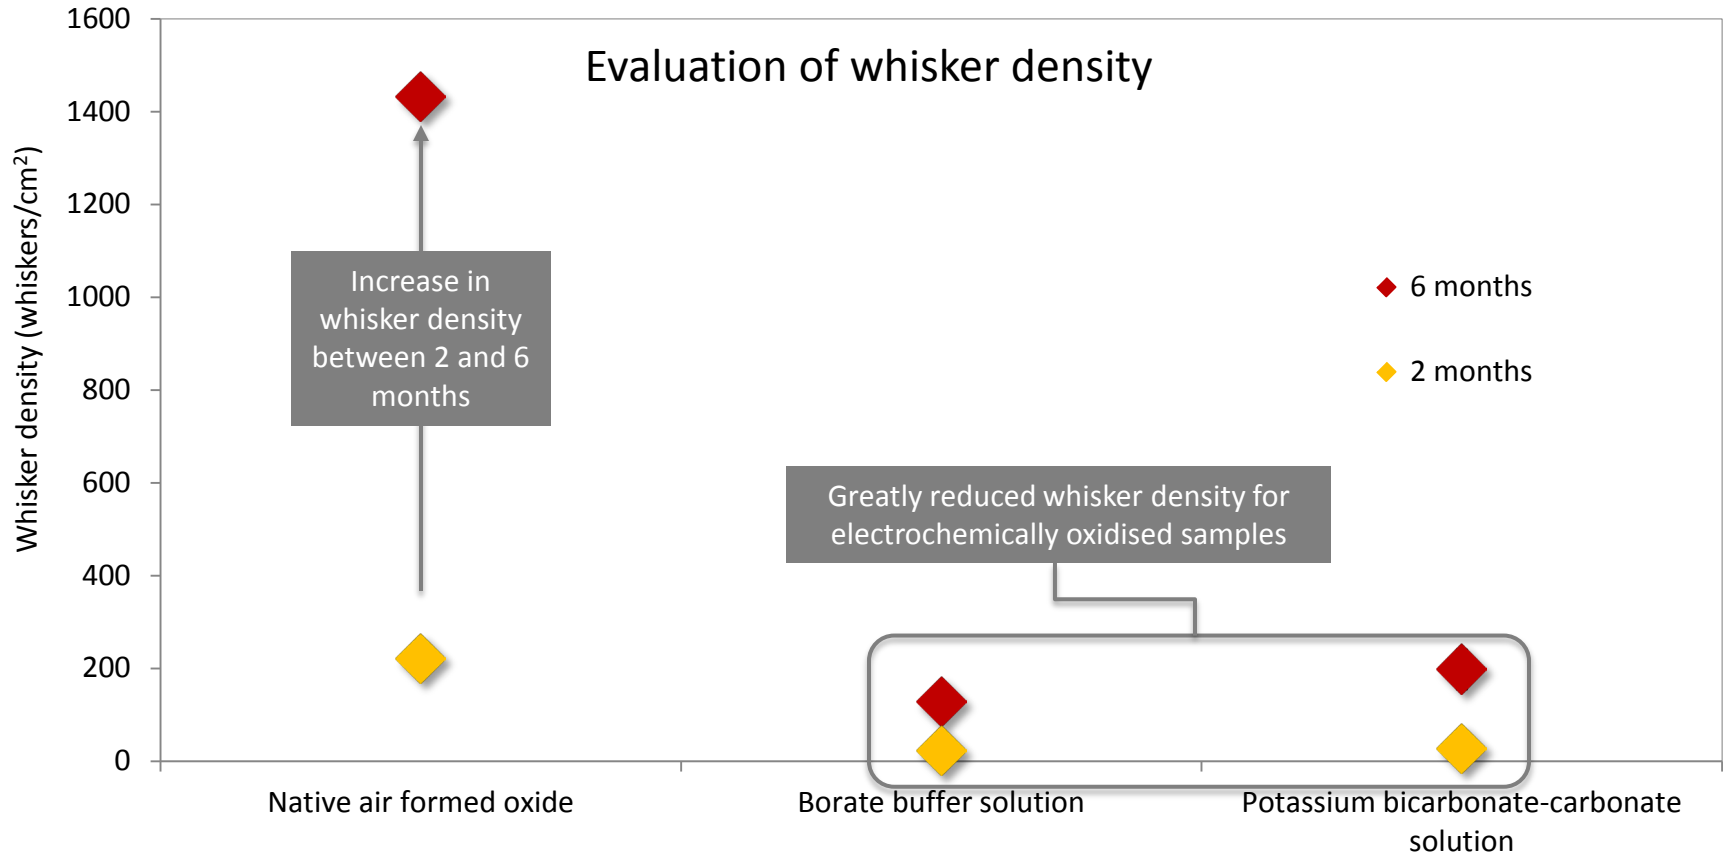 Evaluation of whisker density
Whisker density (whiskers/cm²)
1600
1400
1200
1000
800
600
400
200
0
Increase in
whisker density
between 2 and 6
months
6 months
2 months
Greatly reduced whisker density for
electrochemically oxidised samples
Native air formed oxide
Borate buffer solution
Potassium bicarbonate-carbonate
solution